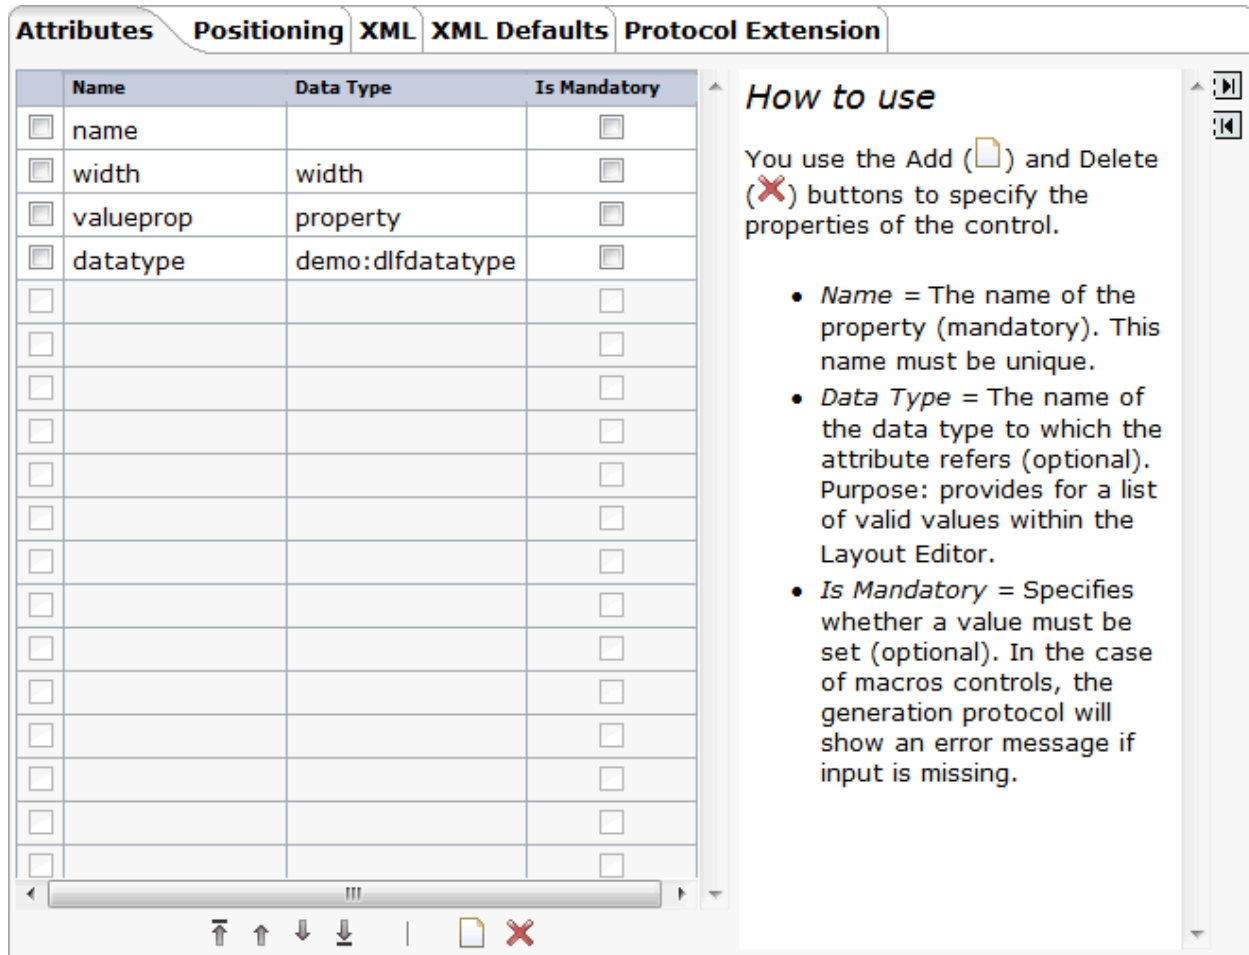 Attributes Positioning XML XML Defaults Protocol Extension
Name Data Type Is Mandatory
name
width width
valueprop property
datatype demo:dlfdatatype
How to use
You use the Add ( ) and Delete
( ) buttons to specify the
properties of the control.
• Name = The name of the
property (mandatory). This
name must be unique.
• Data Type = The name of
the data type to which the
attribute refers (optional).
Purpose: provides for a list
of valid values within the
Layout Editor.
• Is Mandatory = Specifies
whether a value must be
set (optional). In the case
of macros controls, the
generation protocol will
show an error message if
input is missing.